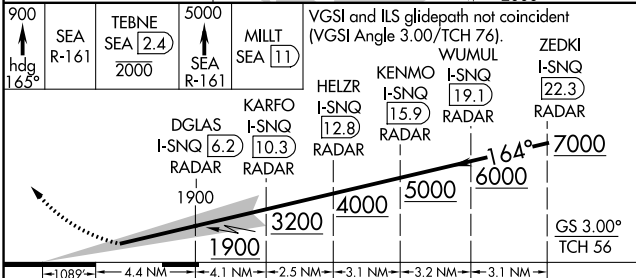 900
hdg
165°
SEA
R-161
TEBNE
SEA 2.4
2000
5000
SEA
R-161
MILLT
SEA 11
VGSI and ILS glidepath not coincident
(VGSI Angle 3.00/TCH 76).
ZEDKI
I-SNQ
22.3
RADAR
WUMUL
I-SNQ
19.1
RADAR
KENMO
I-SNQ
15.9
RADAR
HELZR
I-SNQ
12.8
RADAR
KARFO
I-SNQ
10.3
RADAR
DGLAS
I-SNQ 6.2
RADAR
1900
164°
7000
6000
5000
4000
3200
1900
GS 3.00°
TCH 56
1089'
4.4 NM
4.1 NM
2.5 NM
3.1 NM
3.2 NM
3.1 NM